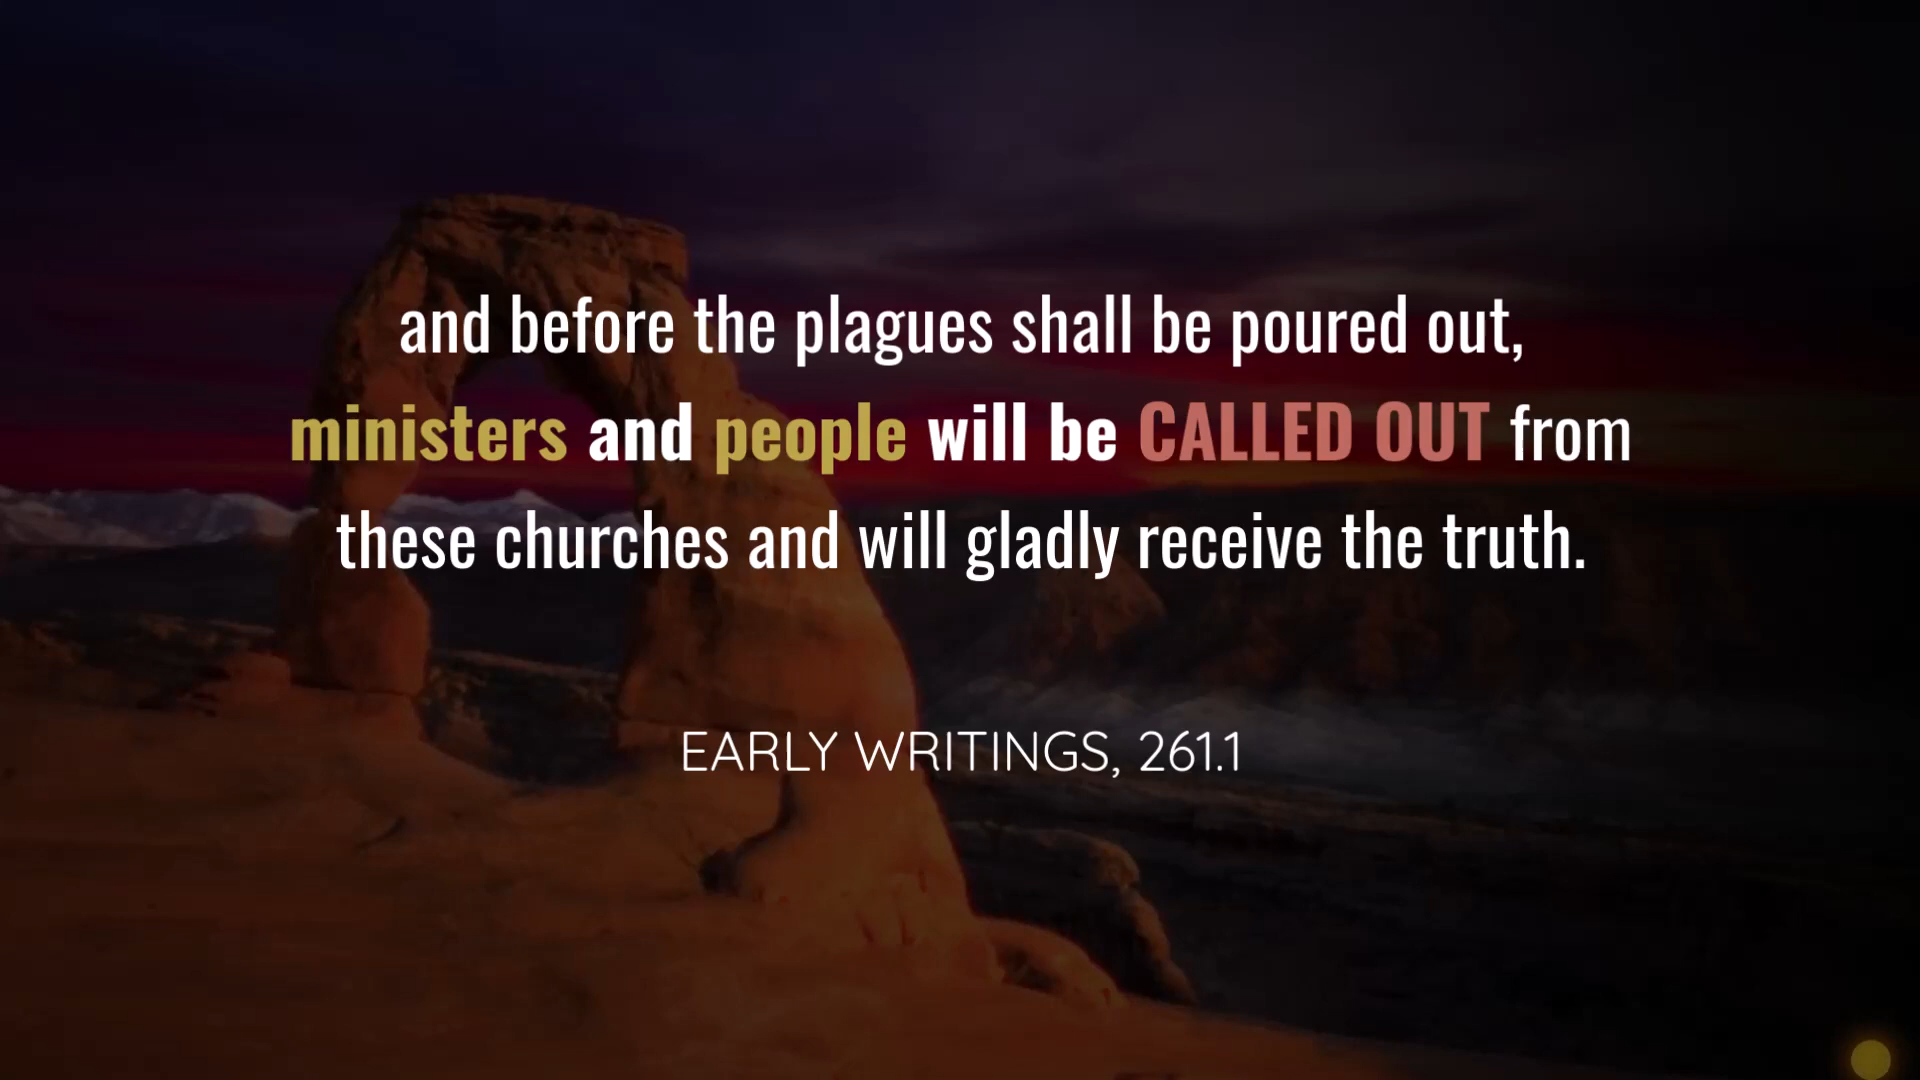 and before the plagues shall be poured out,
ministers and people will be CALLED OUT from
these churches and will gladly receive the truth.
EARLY WRITINGS, 261.1